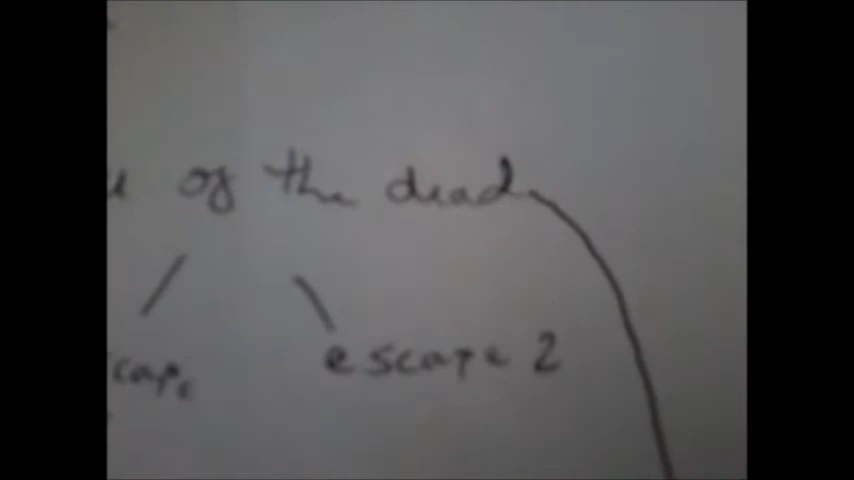 of the dead
escape 2